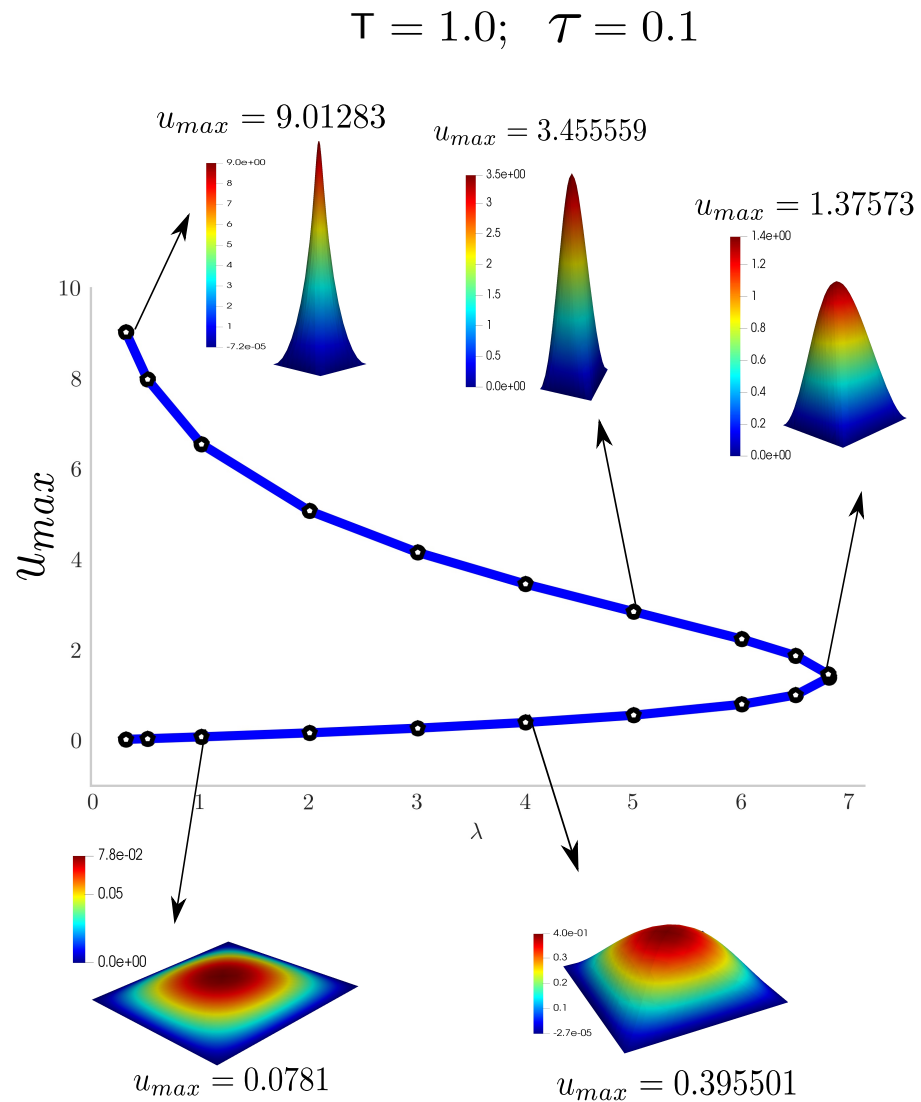 T = 1.0; τ = 0.1
u_max = 9.01283
u_max = 3.455559
u_max = 1.37573
9.0e+00
8
7
6
5
4
3
2
1
-7.2e-05
3.5e+00
3
2.5
2
1.5
1
0.5
0.0e+00
1.4e+00
1.2
1
0.8
0.6
0.4
0.2
0.0e+00
10
8
6
4
2
0
u_max
0 1 2 3 4 5 6 7
λ
7.8e-02
0.05
0.0e+00
4.0e-01
0.3
0.2
0.1
-2.7e-05
u_max = 0.0781
u_max = 0.395501